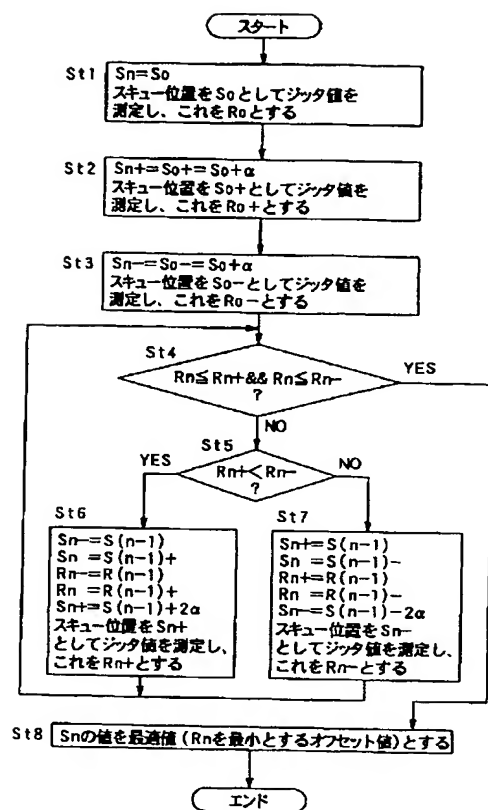 スタート
St1
Sn=So
スキュー位置をSoとしてジッタ値を
測定し、これをRoとする
St2
Sn+=So+=So+α
スキュー位置をSo+としてジッタ値を
測定し、これをRo+とする
St3
Sn-=So-=So+α
スキュー位置をSo-としてジッタ値を
測定し、これをRo-とする
St4
Rn≦Rn+&&Rn≦Rn-
?
YES
NO
St5
Rn+<Rn-
?
YES
NO
St6
Sn-=S(n-1)
Sn =S(n-1)+
Rn-=R(n-1)
Rn =R(n-1)+
Sn+=S(n-1)+2α
スキュー位置をSn+
としてジッタ値を測定し、
これをRn+とする
St7
Sn+=S(n-1)
Sn =S(n-1)-
Rn+=R(n-1)
Rn =R(n-1)-
Sn-=S(n-1)-2α
スキュー位置をSn-
としてジッタ値を測定し、
これをRn-とする
St8
Snの値を最適値(Rnを最小とするオフセット値)とする
エンド